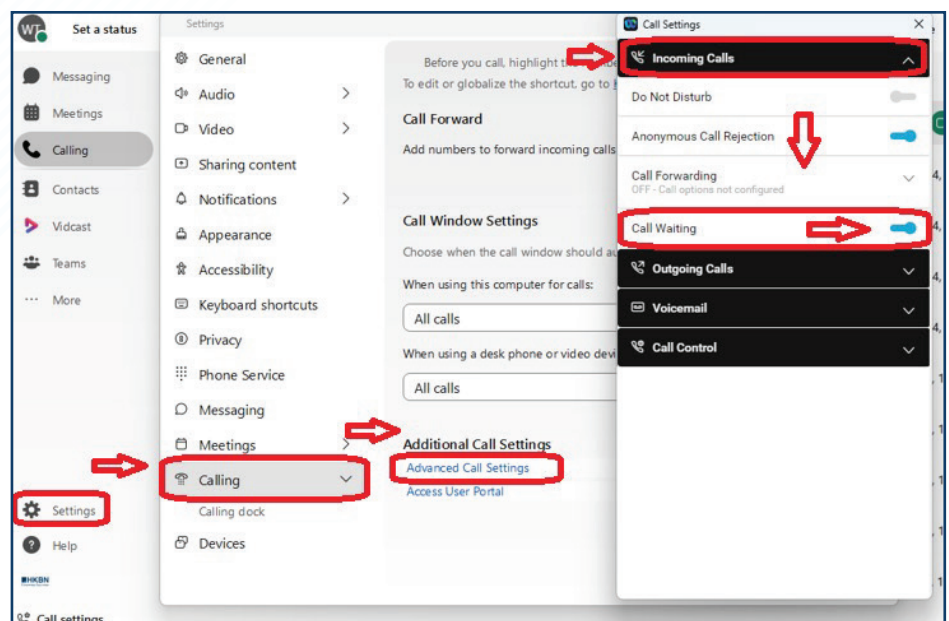 WT
Set a status
Messaging
Meetings
Calling
Contacts
Vidcast
Teams
More
Settings
Help
HKBN
Call settings
Settings
General
Audio
Video
Sharing content
Notifications
Appearance
Accessibility
Keyboard shortcuts
Privacy
Phone Service
Messaging
Meetings
Calling
Calling dock
Devices
Before you call, highlight
To edit or globalize the shortcut, go to
Call Forward
Add numbers to forward incoming calls
Call Window Settings
Choose when the call window should au
When using this computer for calls:
All calls
When using a desk phone or video devi
All calls
Additional Call Settings
Advanced Call Settings
Access User Portal
Call Settings
Incoming Calls
Do Not Disturb
Anonymous Call Rejection
Call Forwarding
OFF - Call options not configured
Call Waiting
Outgoing Calls
Voicemail
Call Control